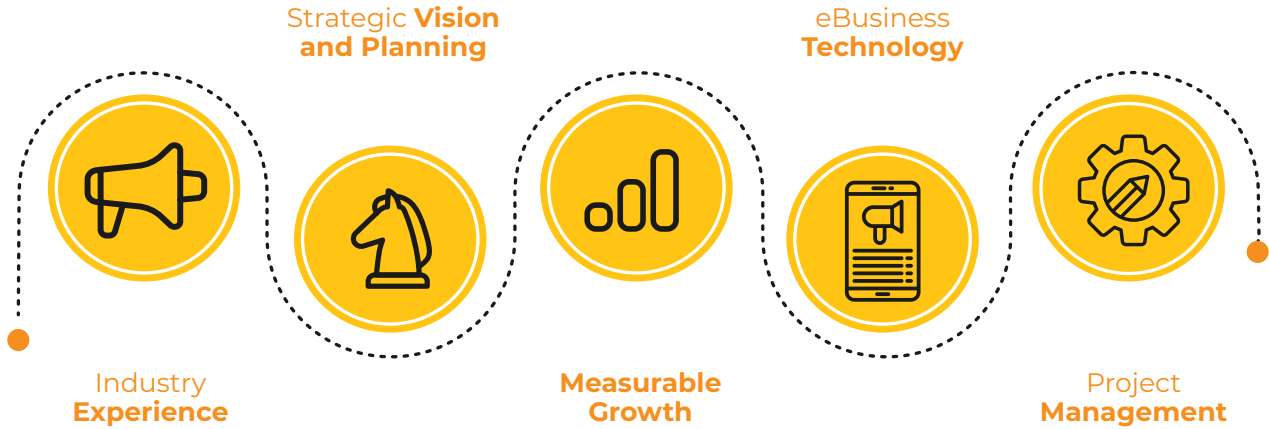 Strategic Vision
and Planning
eBusiness
Technology
Industry
Experience
Measurable
Growth
Project
Management